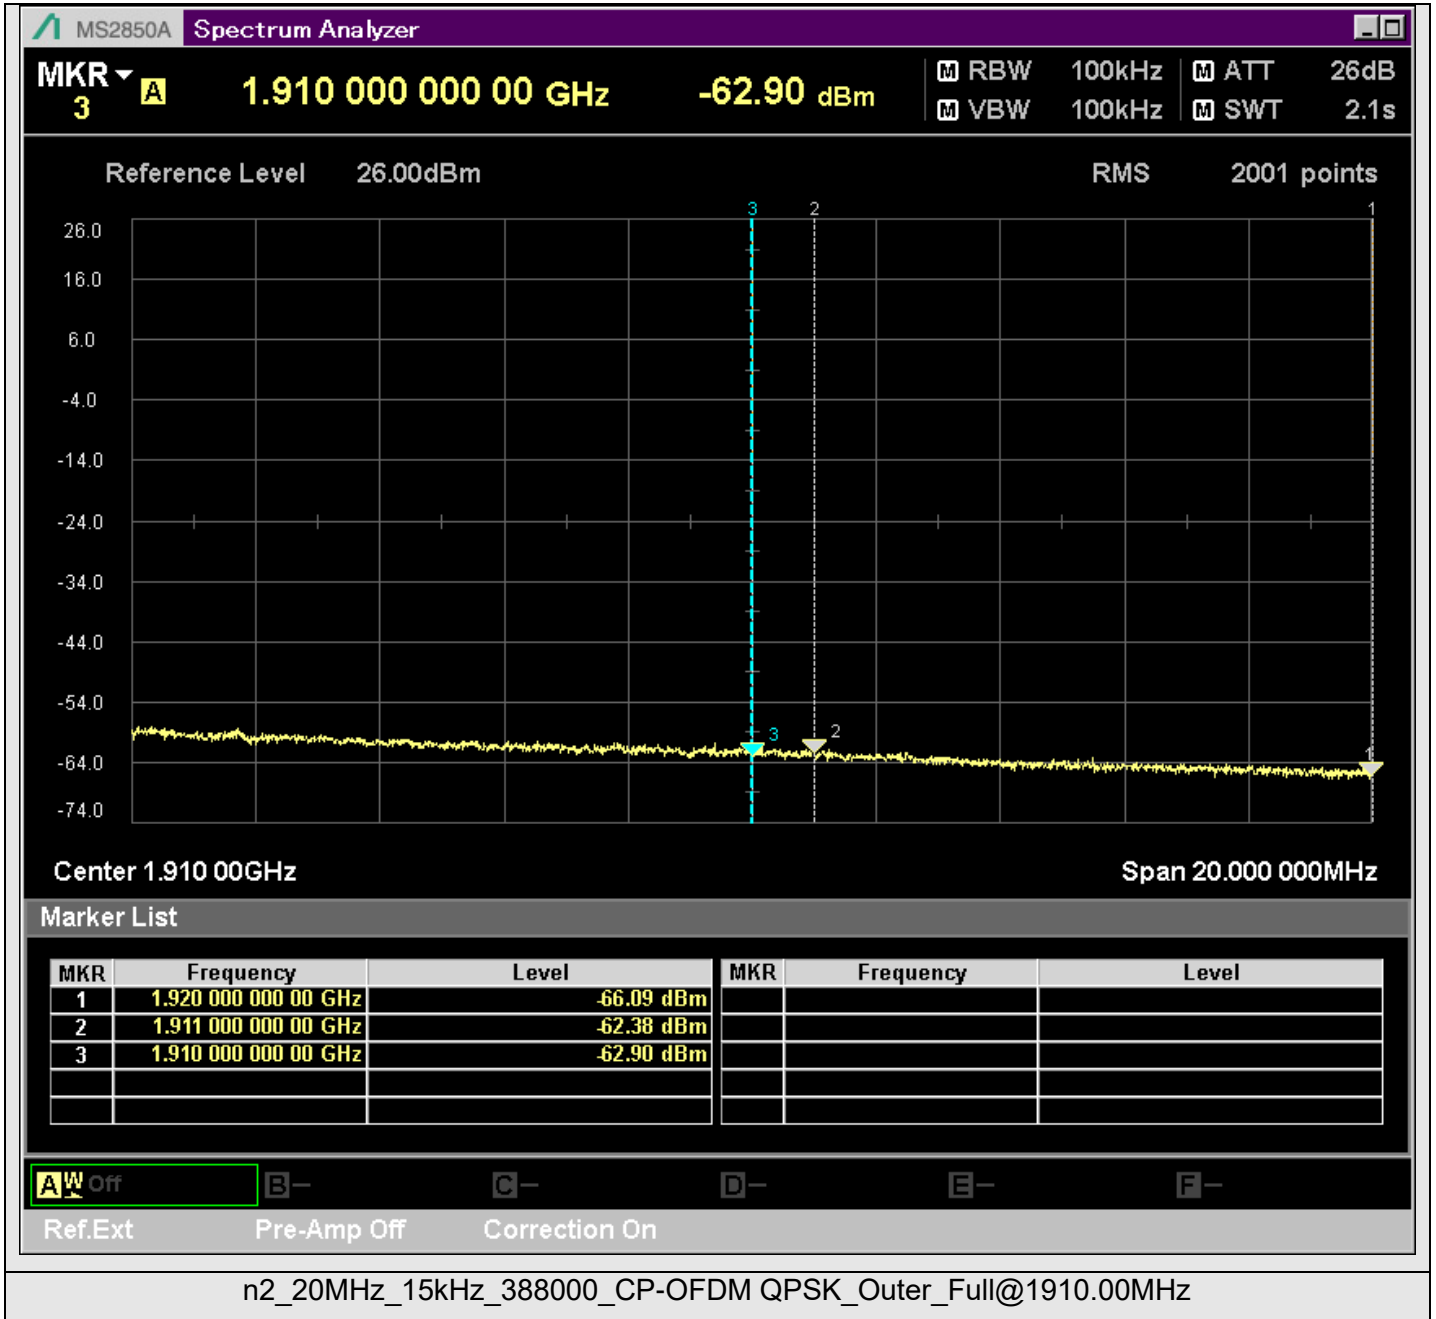 MS2850A Spectrum Analyzer
MKR A 1.910 000 000 00 GHz -62.90 dBm M RBW 100kHz M ATT 26dB
3 M VBW 100kHz M SWT 2.1s
Reference Level 26.00dBm RMS 2001 points
3 2 1
26.0
16.0
6.0
-4.0
-14.0
-24.0
-34.0
-44.0
-54.0
3 2 1
-64.0
-74.0
Center 1.910 00GHz Span 20.000 000MHz
Marker List
MKR Frequency Level MKR Frequency Level
1 1.920 000 000 00 GHz -66.09 dBm
2 1.911 000 000 00 GHz -62.38 dBm
3 1.910 000 000 00 GHz -62.90 dBm
A W Off B C D E F
Ref.Ext Pre-Amp Off Correction On
n2_20MHz_15kHz_388000_CP-OFDM QPSK_Outer_Full@1910.00MHz